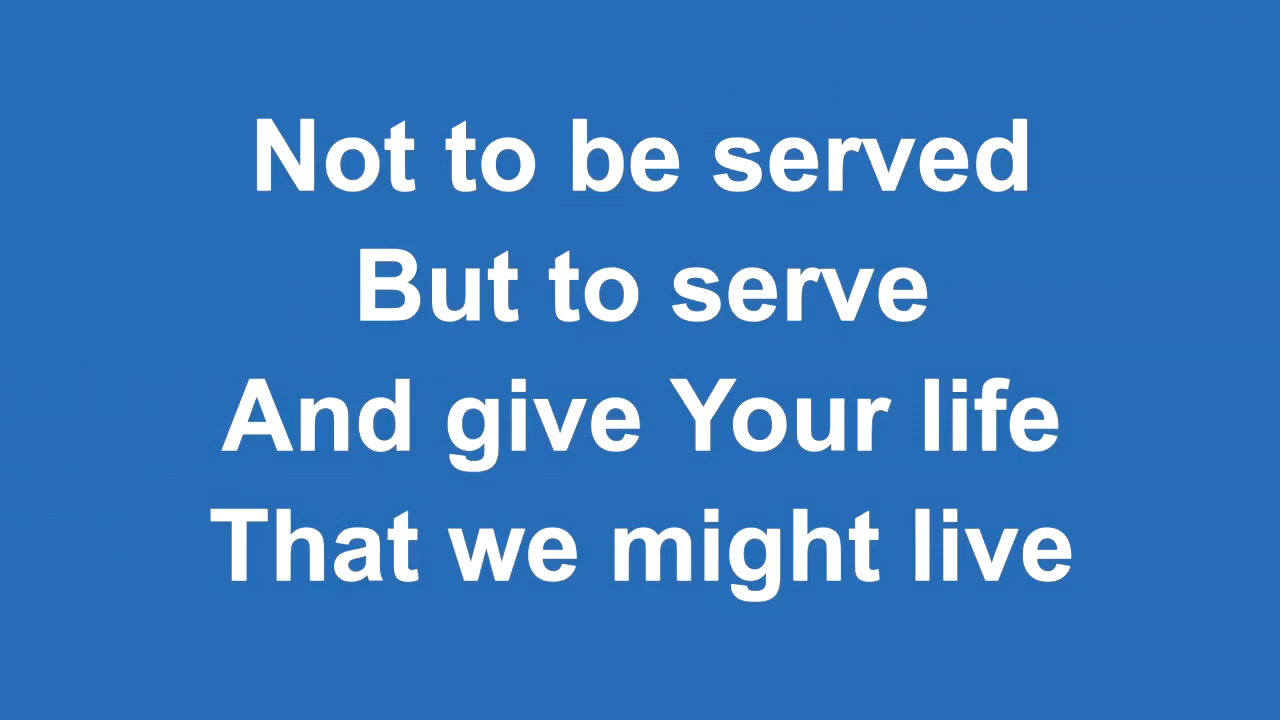 Not to be served
But to serve
And give Your life
That we might live